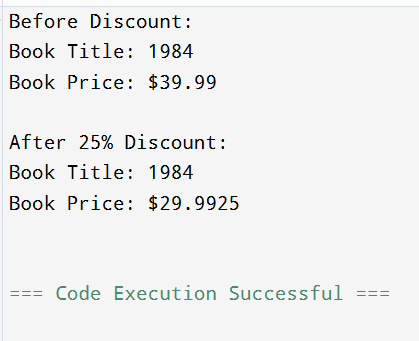 Before Discount:
Book Title: 1984
Book Price: $39.99
After 25% Discount:
Book Title: 1984
Book Price: $29.9925
=== Code Execution Successful ===